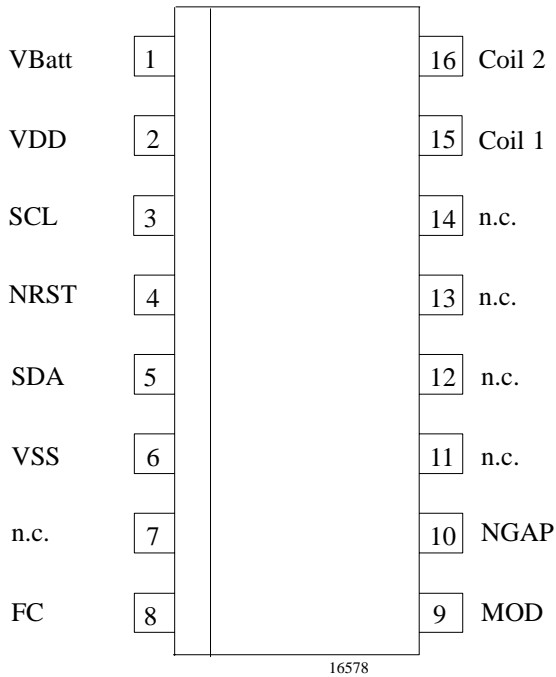 VBatt 1 16 Coil 2
VDD 2 15 Coil 1
SCL 3 14 n.c.
NRST 4 13 n.c.
SDA 5 12 n.c.
VSS 6 11 n.c.
n.c. 7 10 NGAP
FC 8 9 MOD
16578